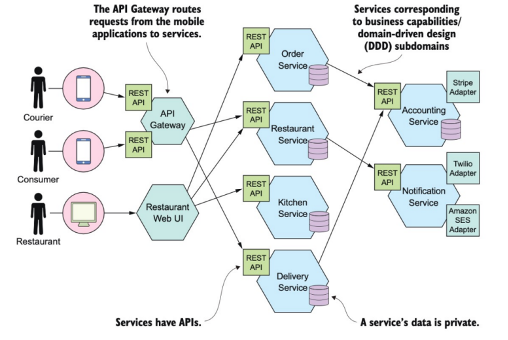 The API Gateway routes
requests from the mobile
applications to services.
Services corresponding
to business capabilities/
domain-driven design
(DDD) subdomains
REST
API
Order
Service
Stripe
Adapter
REST
API
Courier
REST
API
API
Gateway
REST
API
Accounting
Service
REST
API
Restaurant
Service
REST
API
Consumer
Twilio
Adapter
REST
API
Notification
Service
REST
API
Kitchen
Service
Restaurant
Web UI
Amazon
SES
Adapter
Restaurant
REST
API
Delivery
Service
Services have APIs.
A service's data is private.